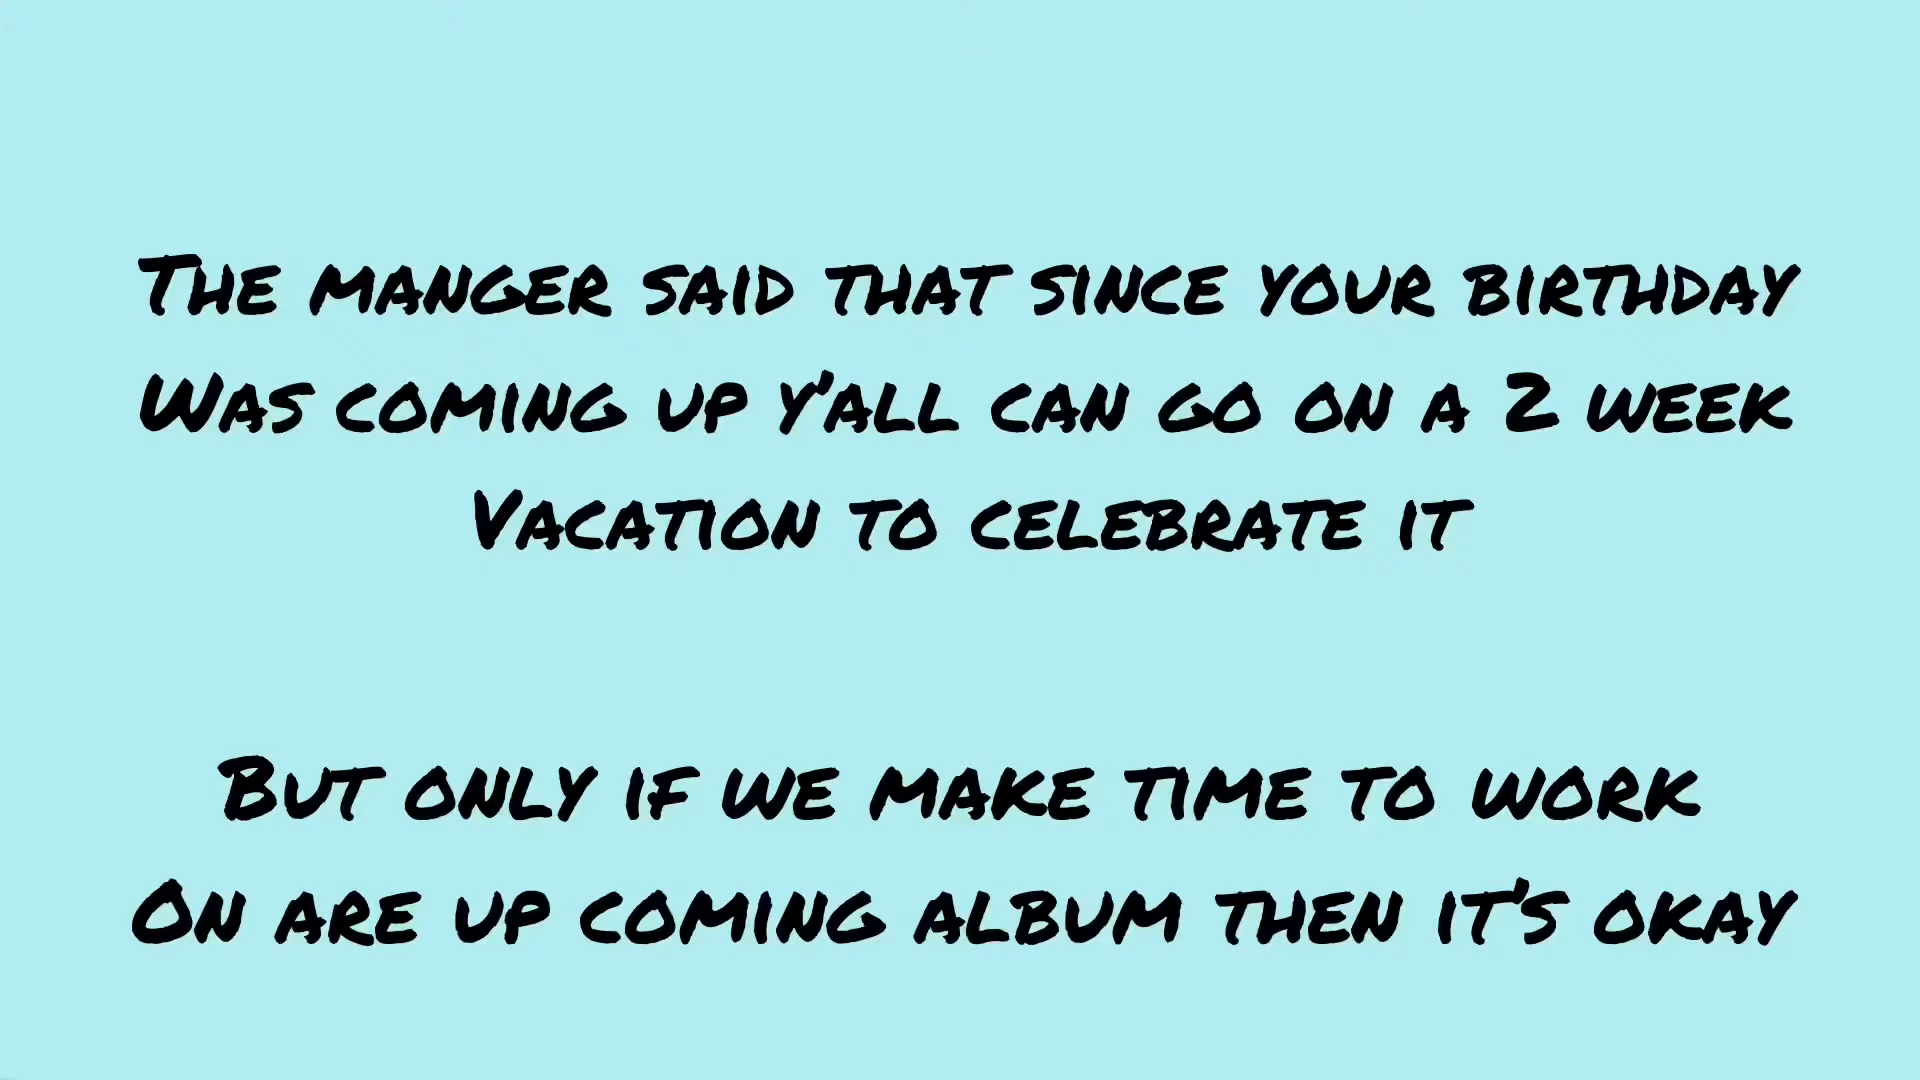 The manger said that since your birthday
Was coming up y'all can go on a 2 week
Vacation to celebrate it
But only if we make time to work
On are up coming album then it's okay